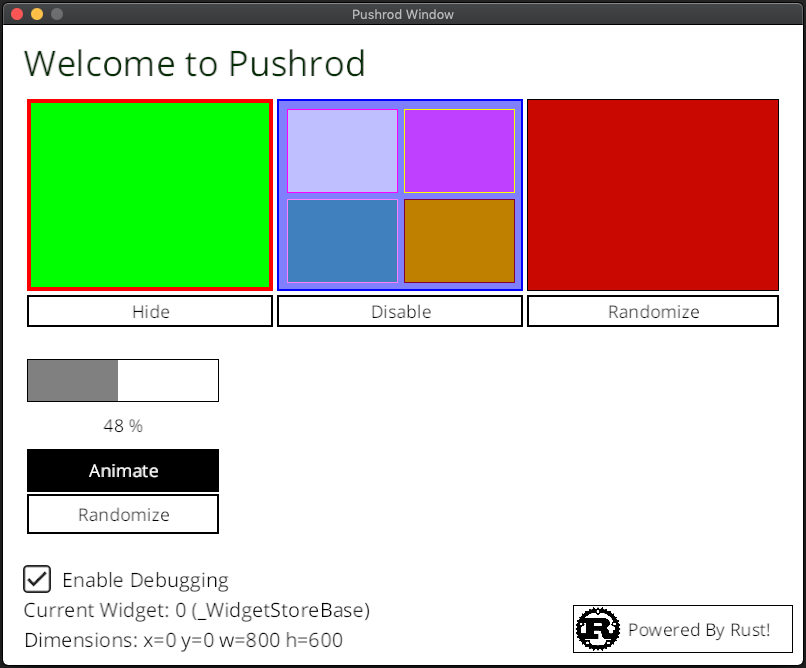 Pushrod Window
Welcome to Pushrod
Hide
Disable
Randomize
48 %
Animate
Randomize
Enable Debugging
Current Widget: 0 (_WidgetStoreBase)
Dimensions: x=0 y=0 w=800 h=600
R
Powered By Rust!